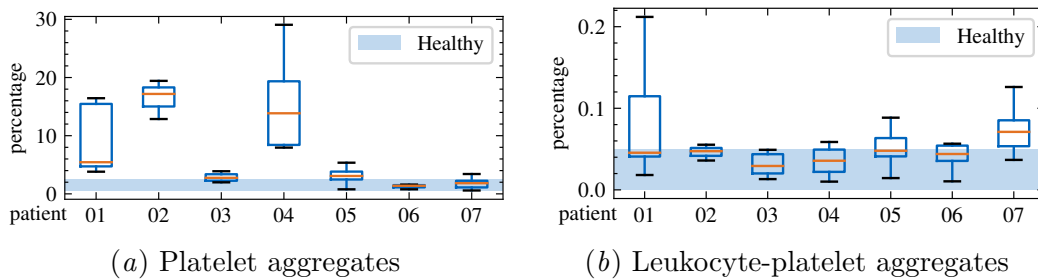 30
20
10
0
percentage
Healthy
patient 01 02 03 04 05 06 07
(a) Platelet aggregates
0.2
0.1
0.0
percentage
Healthy
patient 01 02 03 04 05 06 07
(b) Leukocyte-platelet aggregates